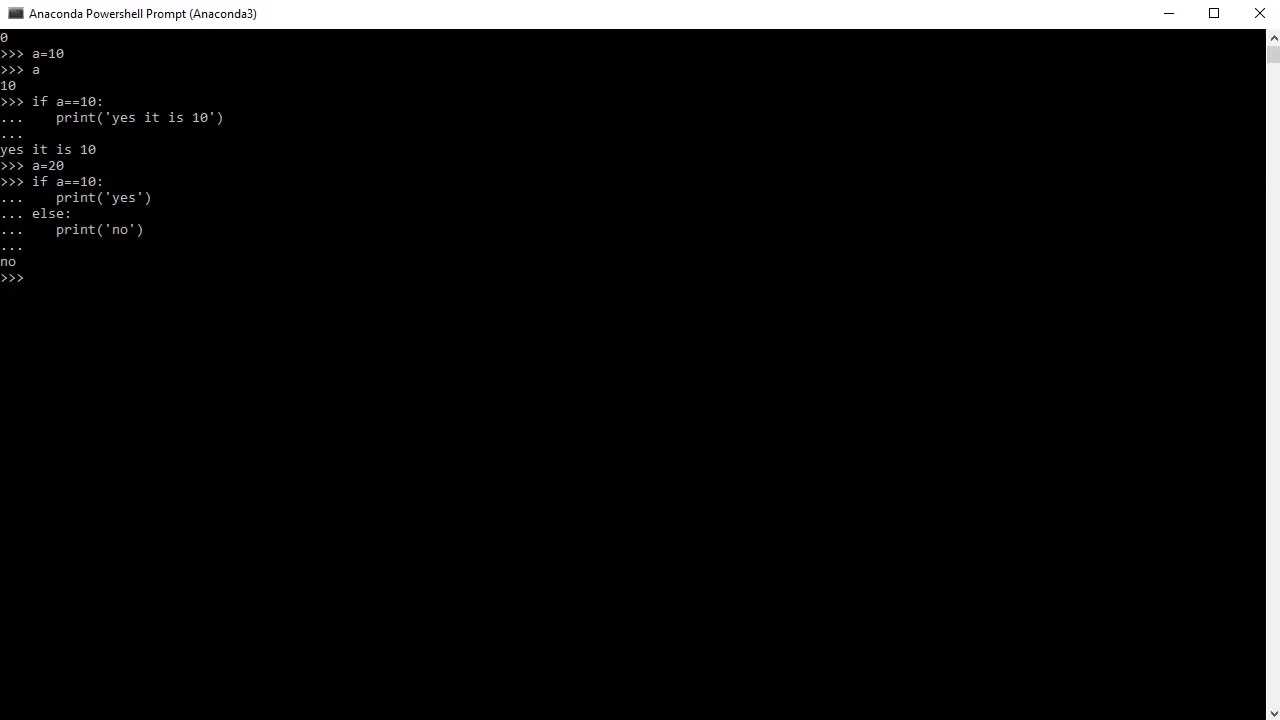 Anaconda Powershell Prompt (Anaconda3)
0
>>> a=10
>>> a
10
>>> if a==10:
...    print('yes it is 10')
...
yes it is 10
>>> a=20
>>> if a==10:
...    print('yes')
... else:
...    print('no')
...
no
>>>